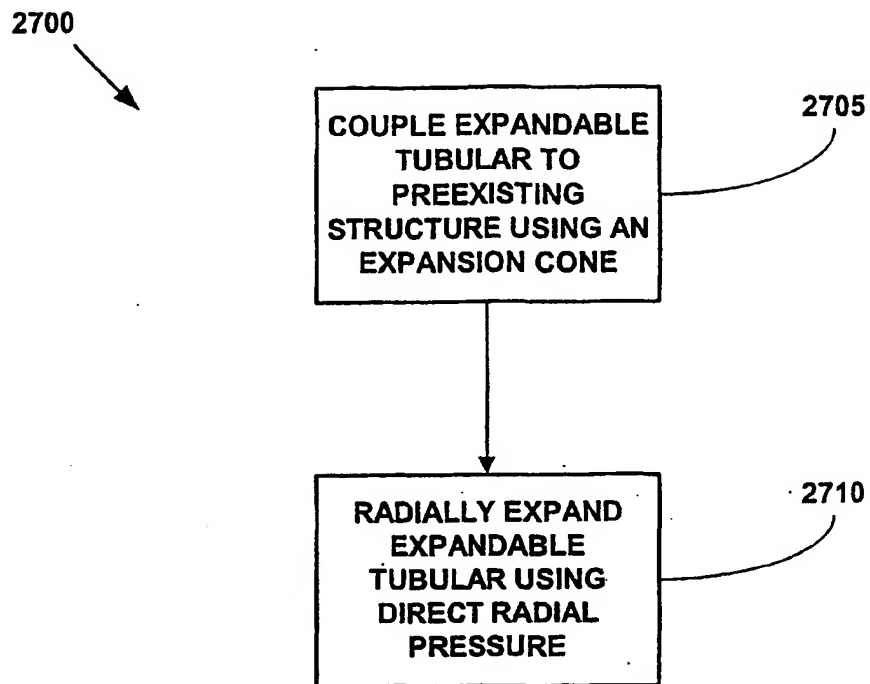 2700
2705
COUPLE EXPANDABLE
TUBULAR TO
PREEXISTING
STRUCTURE USING AN
EXPANSION CONE
2710
RADIALLY EXPAND
EXPANDABLE
TUBULAR USING
DIRECT RADIAL
PRESSURE